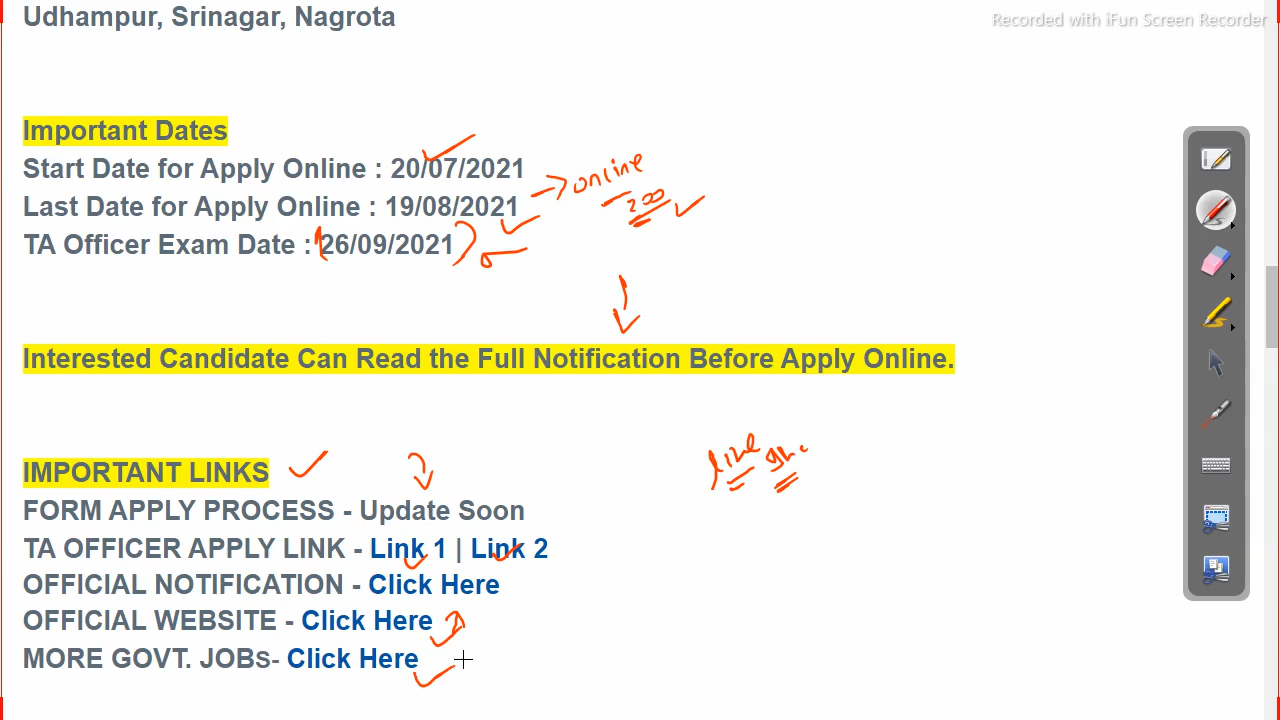 Udhampur, Srinagar, Nagrota
Recorded with iFun Screen Recorder
Important Dates
Start Date for Apply Online : 20/07/2021
Last Date for Apply Online : 19/08/2021
online
200
TA Officer Exam Date : 26/09/2021
Interested Candidate Can Read the Full Notification Before Apply Online.
IMPORTANT LINKS
FORM APPLY PROCESS - Update Soon
TA OFFICER APPLY LINK - Link 1 | Link 2
OFFICIAL NOTIFICATION - Click Here
OFFICIAL WEBSITE - Click Here
MORE GOVT. JOBS- Click Here